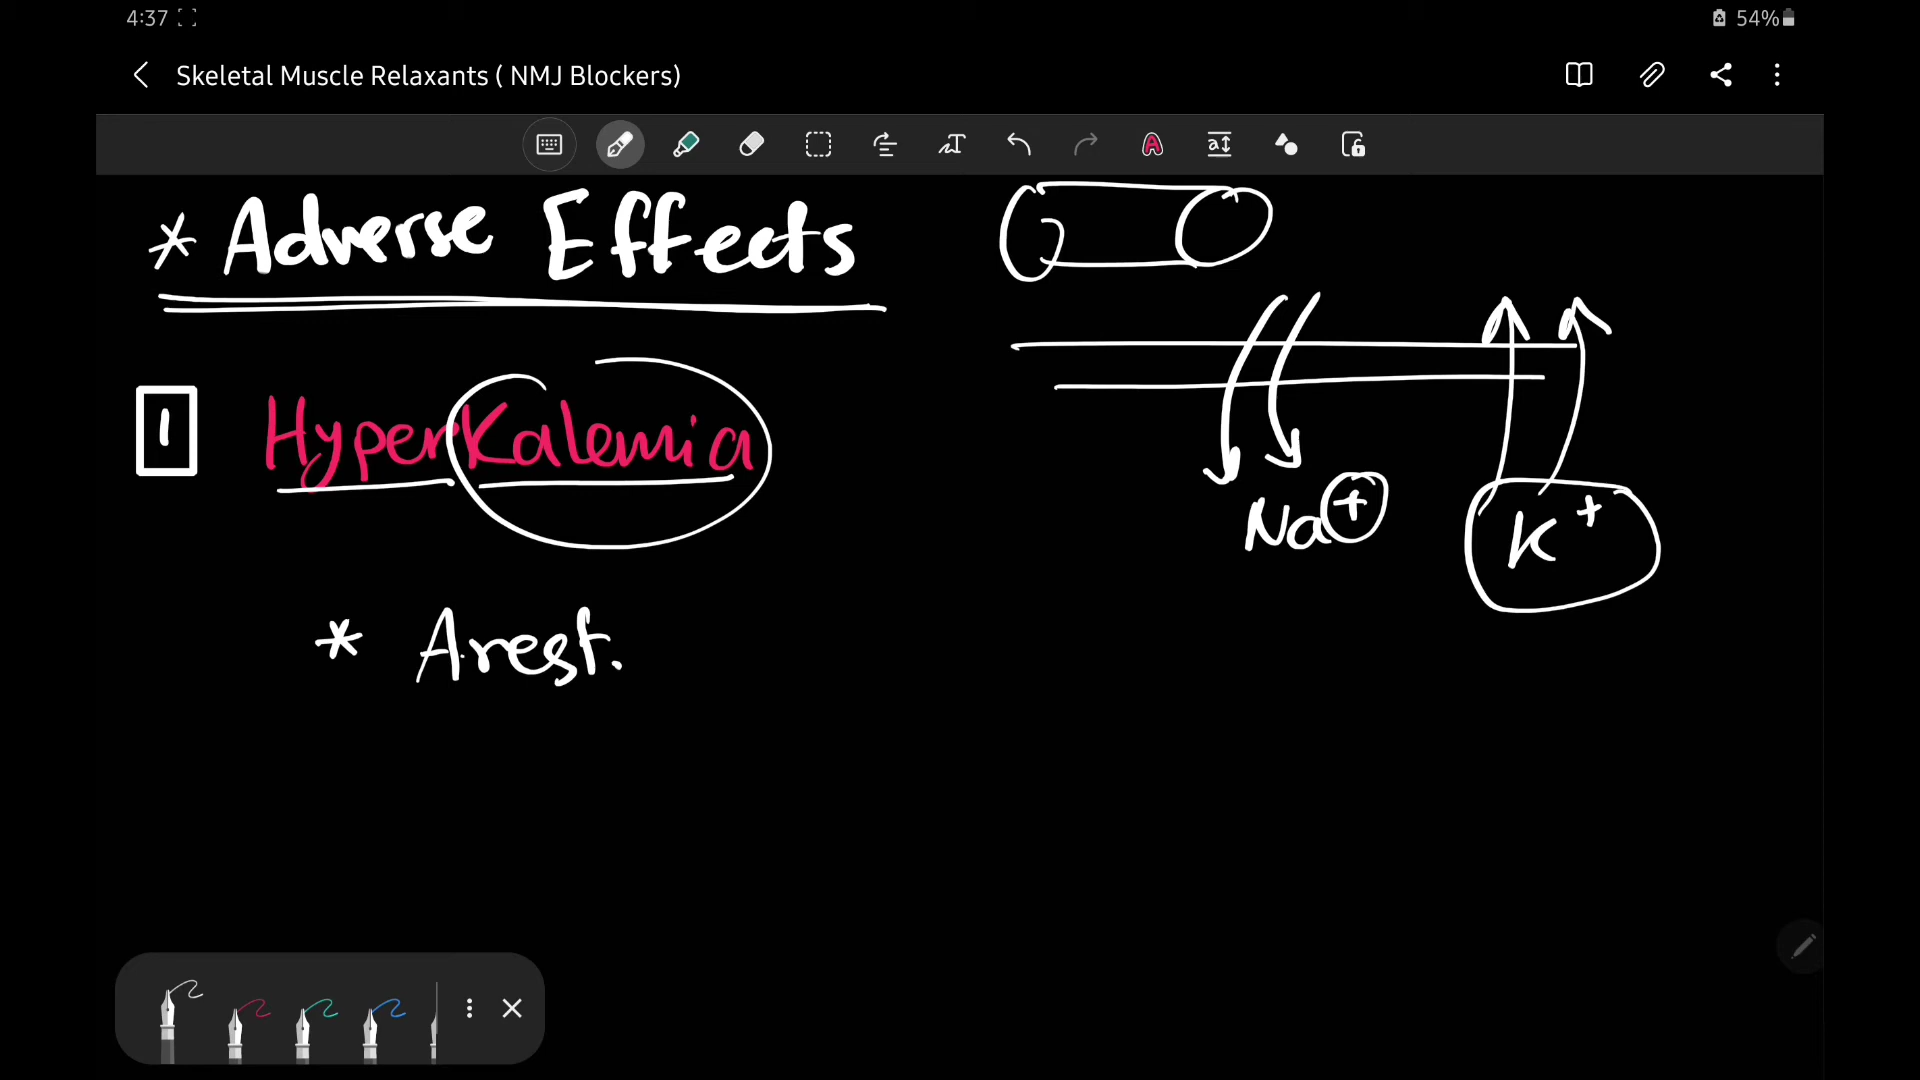 4:37
54%
Skeletal Muscle Relaxants ( NMJ Blockers)
* Adverse Effects
1 HyperKalemia
Na+
K+
* Arest.